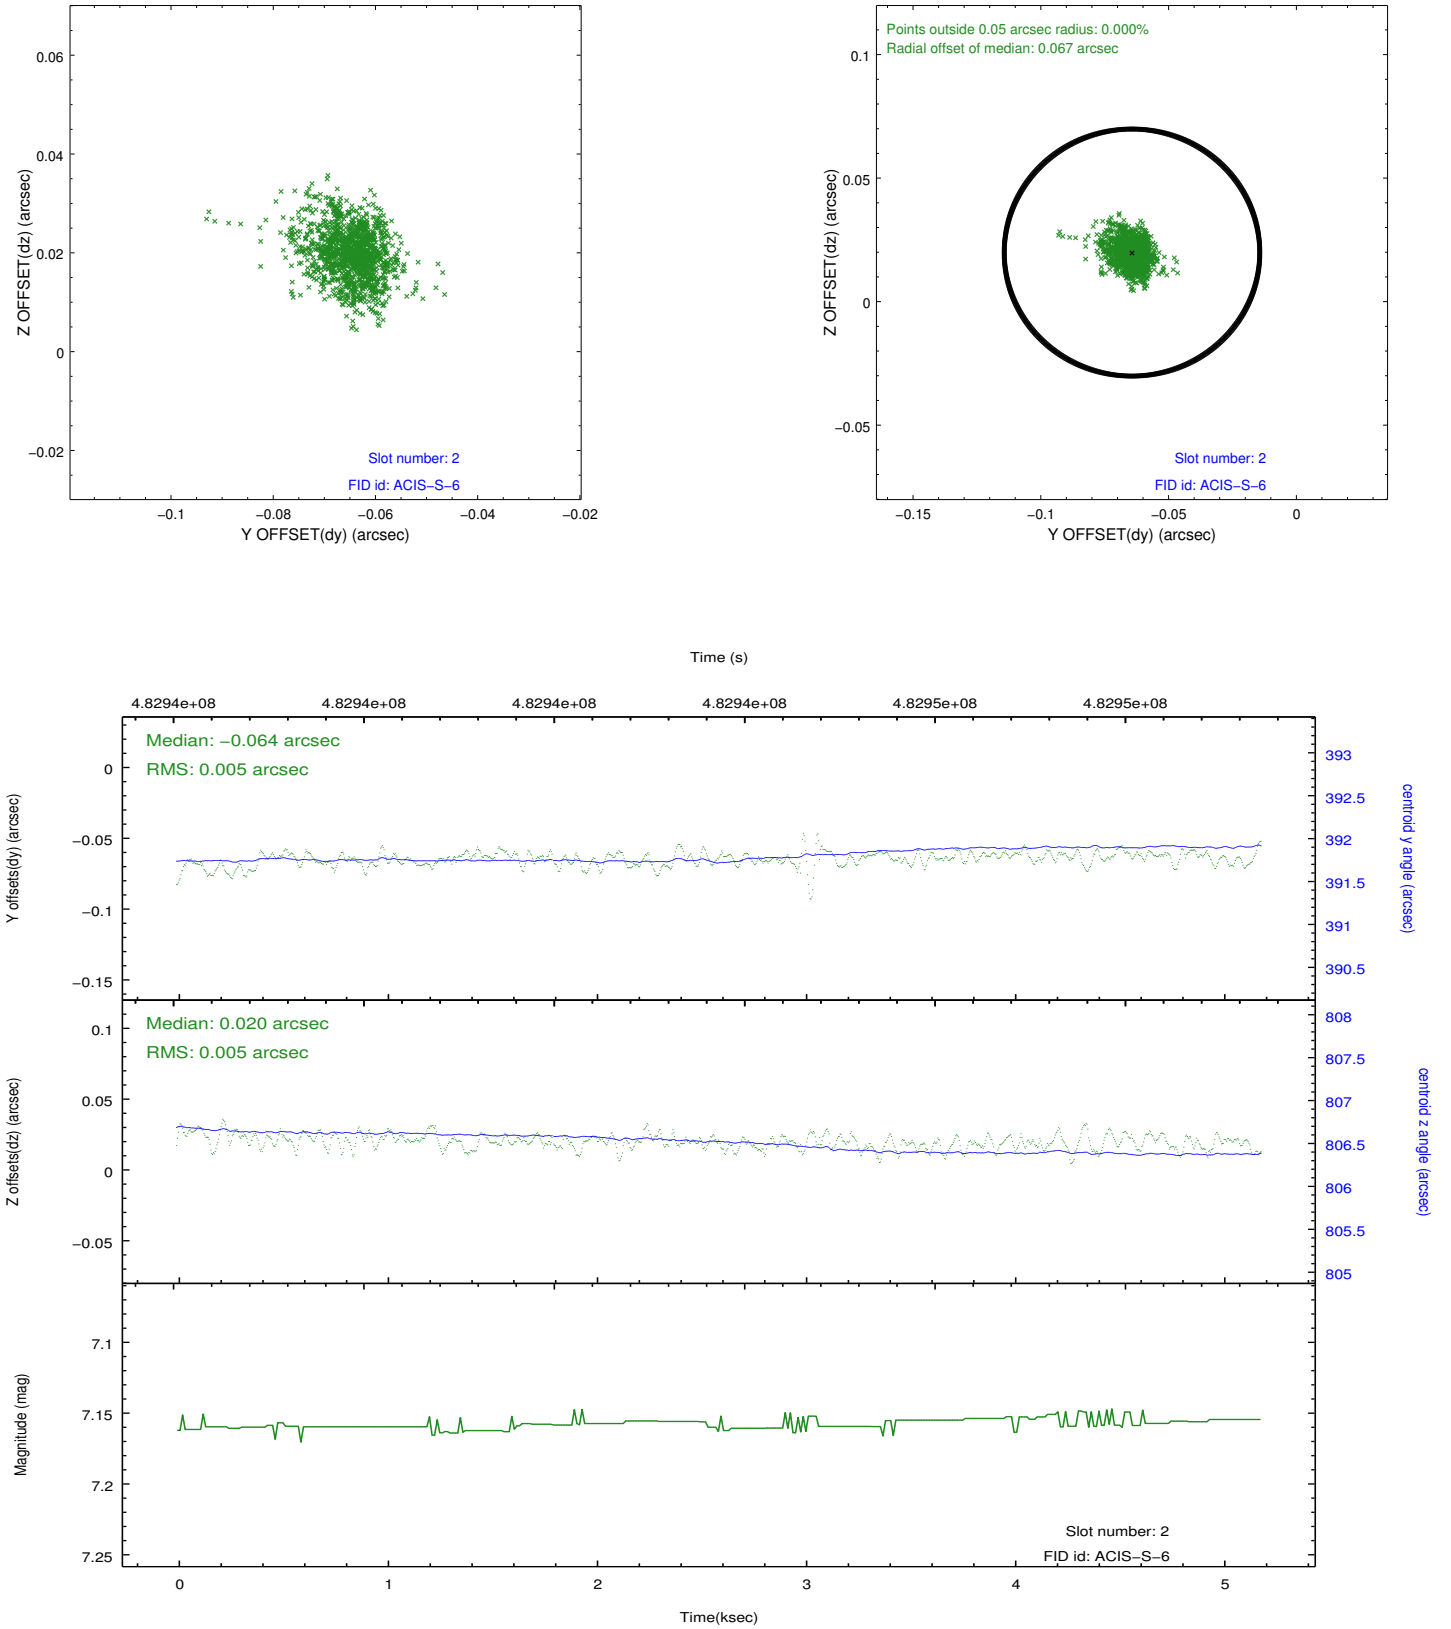 0.06
0.04
0.02
0
−0.02
Z OFFSET(dz) (arcsec)
Slot number: 2
FID id: ACIS−S−6
−0.1
−0.08
−0.06
−0.04
−0.02
Y OFFSET(dy) (arcsec)
Points outside 0.05 arcsec radius: 0.000%
Radial offset of median: 0.067 arcsec
0.1
0.05
0
−0.05
Z OFFSET(dz) (arcsec)
Slot number: 2
FID id: ACIS−S−6
−0.15
−0.1
−0.05
0
Y OFFSET(dy) (arcsec)
Time (s)
4.8294e+08
4.8294e+08
4.8294e+08
4.8294e+08
4.8295e+08
4.8295e+08
Median: −0.064 arcsec
RMS: 0.005 arcsec
0
−0.05
−0.1
−0.15
Y offsets(dy) (arcsec)
393
392.5
392
391.5
391
390.5
centroid y angle (arcsec)
Median: 0.020 arcsec
RMS: 0.005 arcsec
0.1
0.05
0
−0.05
Z offsets(dz) (arcsec)
808
807.5
807
806.5
806
805.5
805
centroid z angle (arcsec)
7.1
7.15
7.2
7.25
Magnitude (mag)
Slot number: 2
FID id: ACIS−S−6
0
1
2
3
4
5
Time(ksec)